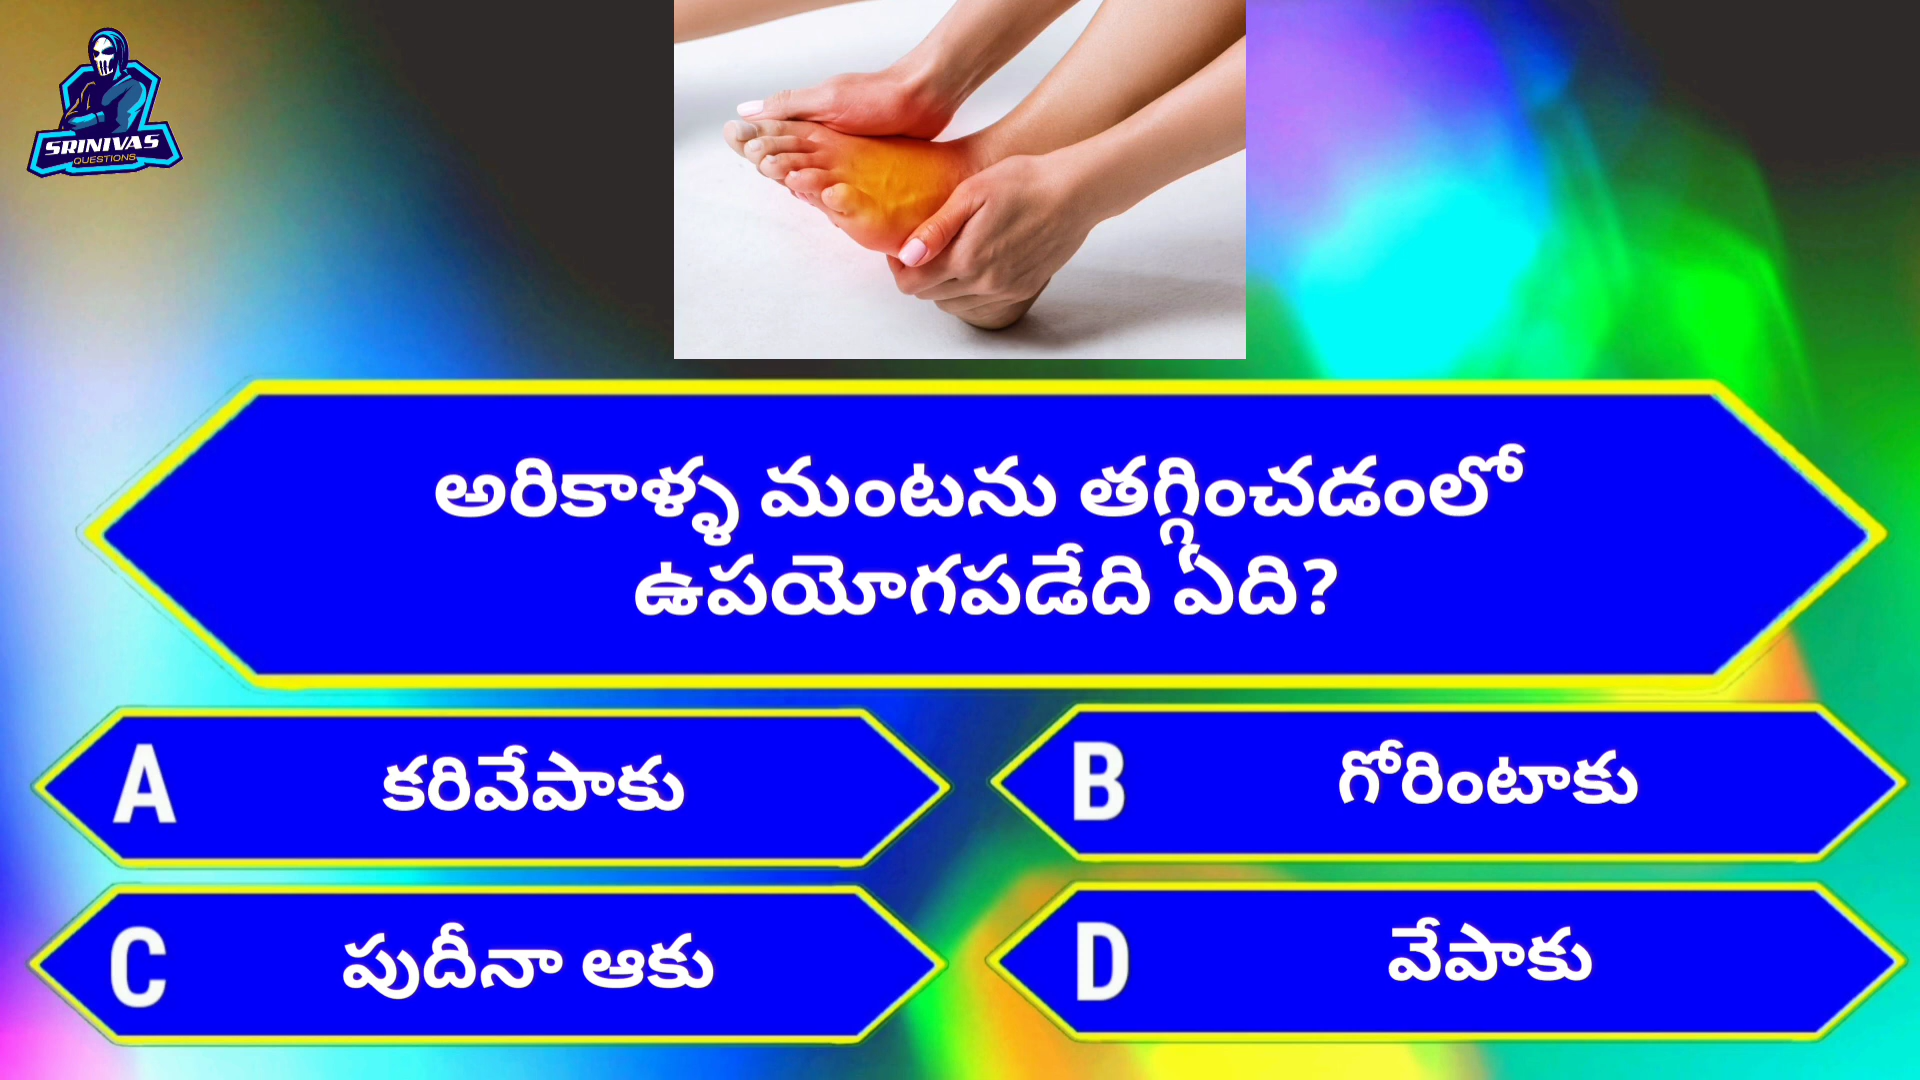 SRINIVAS
QUESTIONS
అరికాళ్ళ మంటను తగ్గించడంలో
ఉపయోగపడేది ఏది?
A కరివేపాకు
B గోరింటాకు
C పుదీనా ఆకు
D వేపాకు